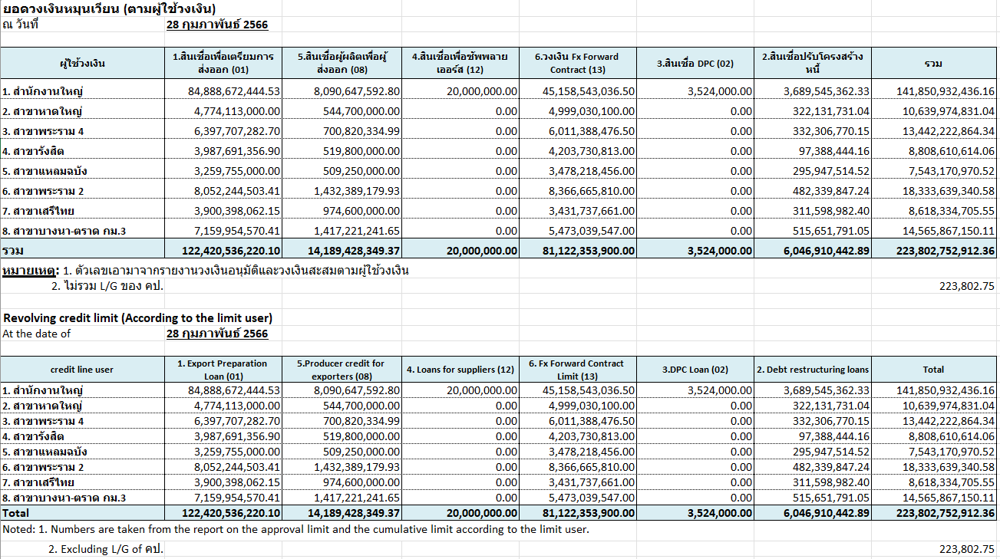 ยอดวงเงินหมุนเวียน (ตามผู้ใช้วงเงิน)
ณ วันที่ 28 กุมภาพันธ์ 2566
ผู้ใช้วงเงิน 1.สินเชื่อเพื่อเตรียมการส่งออก (01) 5.สินเชื่อผู้ผลิตเพื่อผู้ส่งออก (08) 4.สินเชื่อเพื่อซัพพลายเออร์ส (12) 6.วงเงิน Fx Forward Contract (13) 3.สินเชื่อ DPC (02) 2.สินเชื่อปรับโครงสร้างหนี้ รวม
1. สำนักงานใหญ่ 84,888,672,444.53 8,090,647,592.80 20,000,000.00 45,158,543,036.50 3,524,000.00 3,689,545,362.33 141,850,932,436.16
2. สาขาหาดใหญ่ 4,774,113,000.00 544,700,000.00 0.00 4,999,030,100.00 0.00 322,131,731.04 10,639,974,831.04
3. สาขาพระราม 4 6,397,707,282.70 700,820,334.99 0.00 6,011,388,476.50 0.00 332,306,770.15 13,442,222,864.34
4. สาขารังสิต 3,987,691,356.90 519,800,000.00 0.00 4,203,730,813.00 0.00 97,388,444.16 8,808,610,614.06
5. สาขาแหลมฉบัง 3,259,755,000.00 509,250,000.00 0.00 3,478,218,456.00 0.00 295,947,514.52 7,543,170,970.52
6. สาขาพระราม 2 8,052,244,503.41 1,432,389,179.93 0.00 8,366,665,810.00 0.00 482,339,847.24 18,333,639,340.58
7. สาขาเสรีไทย 3,900,398,062.15 974,600,000.00 0.00 3,431,737,661.00 0.00 311,598,982.40 8,618,334,705.55
8. สาขาบางนา-ตราด กม.3 7,159,954,570.41 1,417,221,241.65 0.00 5,473,039,547.00 0.00 515,651,791.05 14,565,867,150.11
รวม 122,420,536,220.10 14,189,428,349.37 20,000,000.00 81,122,353,900.00 3,524,000.00 6,046,910,442.89 223,802,752,912.36
หมายเหตุ: 1. ตัวเลขเอามาจากรายงานวงเงินอนุมัติและวงเงินสะสมตามผู้ใช้วงเงิน
2. ไม่รวม L/G ของ คป. 223,802.75
Revolving credit limit (According to the limit user)
At the date of 28 กุมภาพันธ์ 2566
credit line user 1. Export Preparation Loan (01) 5.Producer credit for exporters (08) 4. Loans for suppliers (12) 6. Fx Forward Contract Limit (13) 3.DPC Loan (02) 2. Debt restructuring loans Total
1. สำนักงานใหญ่ 84,888,672,444.53 8,090,647,592.80 20,000,000.00 45,158,543,036.50 3,524,000.00 3,689,545,362.33 141,850,932,436.16
2. สาขาหาดใหญ่ 4,774,113,000.00 544,700,000.00 0.00 4,999,030,100.00 0.00 322,131,731.04 10,639,974,831.04
3. สาขาพระราม 4 6,397,707,282.70 700,820,334.99 0.00 6,011,388,476.50 0.00 332,306,770.15 13,442,222,864.34
4. สาขารังสิต 3,987,691,356.90 519,800,000.00 0.00 4,203,730,813.00 0.00 97,388,444.16 8,808,610,614.06
5. สาขาแหลมฉบัง 3,259,755,000.00 509,250,000.00 0.00 3,478,218,456.00 0.00 295,947,514.52 7,543,170,970.52
6. สาขาพระราม 2 8,052,244,503.41 1,432,389,179.93 0.00 8,366,665,810.00 0.00 482,339,847.24 18,333,639,340.58
7. สาขาเสรีไทย 3,900,398,062.15 974,600,000.00 0.00 3,431,737,661.00 0.00 311,598,982.40 8,618,334,705.55
8. สาขาบางนา-ตราด กม.3 7,159,954,570.41 1,417,221,241.65 0.00 5,473,039,547.00 0.00 515,651,791.05 14,565,867,150.11
Total 122,420,536,220.10 14,189,428,349.37 20,000,000.00 81,122,353,900.00 3,524,000.00 6,046,910,442.89 223,802,752,912.36
Noted: 1. Numbers are taken from the report on the approval limit and the cumulative limit according to the limit user.
2. Excluding L/G of คป. 223,802.75